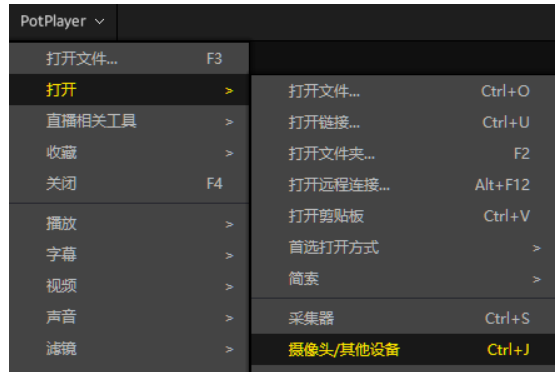 PotPlayer
打开文件... F3
打开 >
直播相关工具 >
收藏 >
关闭 F4
播放 >
字幕 >
视频 >
声音 >
滤镜 >
打开文件... Ctrl+O
打开链接... Ctrl+U
打开文件夹... F2
打开远程连接... Alt+F12
打开剪贴板 Ctrl+V
首选打开方式 >
简索 >
采集器 Ctrl+S
摄像头/其他设备 Ctrl+J